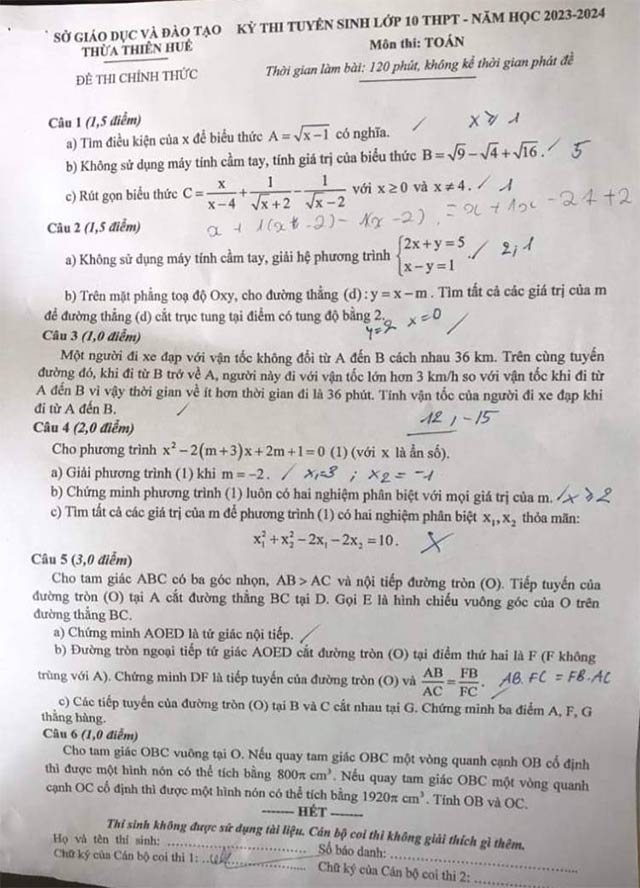 SỞ GIÁO DỤC VÀ ĐÀO TẠO KỲ THI TUYỂN SINH LỚP 10 THPT - NĂM HỌC 2023-2024
THỪA THIÊN HUẾ
Môn thi: TOÁN
ĐỀ THI CHÍNH THỨC
Thời gian làm bài: 120 phút, không kể thời gian phát đề
Câu 1 (1,5 điểm)
a) Tìm điều kiện của x để biểu thức A = √(x−1) có nghĩa. x ≥ 1
b) Không sử dụng máy tính cầm tay, tính giá trị của biểu thức B = √9 − √4 + √16. 5
c) Rút gọn biểu thức C = x/(x−4) + 1/(√x+2) − 1/(√x−2) với x ≥ 0 và x ≠ 4. 1
Câu 2 (1,5 điểm)
a) Không sử dụng máy tính cầm tay, giải hệ phương trình {2x + y = 5 x − y = 1. 2; 1
b) Trên mặt phẳng toạ độ Oxy, cho đường thẳng (d): y = x − m. Tìm tất cả các giá trị của m
để đường thẳng (d) cắt trục tung tại điểm có tung độ bằng 2. y=2 x=0
Câu 3 (1,0 điểm)
Một người đi xe đạp với vận tốc không đổi từ A đến B cách nhau 36 km. Trên cùng tuyến
đường đó, khi đi từ B trở về A, người này đi với vận tốc lớn hơn 3 km/h so với vận tốc khi đi từ
A đến B vì vậy thời gian về ít hơn thời gian đi là 36 phút. Tính vận tốc của người đi xe đạp khi
đi từ A đến B.
12 ; -15
Câu 4 (2,0 điểm)
Cho phương trình x² − 2(m+3)x + 2m + 1 = 0 (1) (với x là ẩn số).
a) Giải phương trình (1) khi m = −2. x₁=3 ; x₂ = -1
b) Chứng minh phương trình (1) luôn có hai nghiệm phân biệt với mọi giá trị của m. x ≥ 2
c) Tìm tất cả các giá trị của m để phương trình (1) có hai nghiệm phân biệt x₁, x₂ thỏa mãn:
x₁² + x₂² − 2x₁ − 2x₂ = 10.
Câu 5 (3,0 điểm)
Cho tam giác ABC có ba góc nhọn, AB > AC và nội tiếp đường tròn (O). Tiếp tuyến của
đường tròn (O) tại A cắt đường thẳng BC tại D. Gọi E là hình chiếu vuông góc của O trên
đường thẳng BC.
a) Chứng minh AOED là tứ giác nội tiếp.
b) Đường tròn ngoại tiếp tứ giác AOED cắt đường tròn (O) tại điểm thứ hai là F (F không
trùng với A). Chứng minh DF là tiếp tuyến của đường tròn (O) và AB/AC = FB/FC. AB.FC = FB.AC
c) Các tiếp tuyến của đường tròn (O) tại B và C cắt nhau tại G. Chứng minh ba điểm A, F, G
thẳng hàng.
Câu 6 (1,0 điểm)
Cho tam giác OBC vuông tại O. Nếu quay tam giác OBC một vòng quanh cạnh OB cố định
thì được một hình nón có thể tích bằng 800π cm³. Nếu quay tam giác OBC một vòng quanh
cạnh OC cố định thì được một hình nón có thể tích bằng 1920π cm³. Tính OB và OC.
------- HẾT -------
Thí sinh không được sử dụng tài liệu. Cán bộ coi thi không giải thích gì thêm.
Họ và tên thí sinh: ........ Số báo danh: ........
Chữ ký của Cán bộ coi thi 1: ........ Chữ ký của Cán bộ coi thi 2: ........